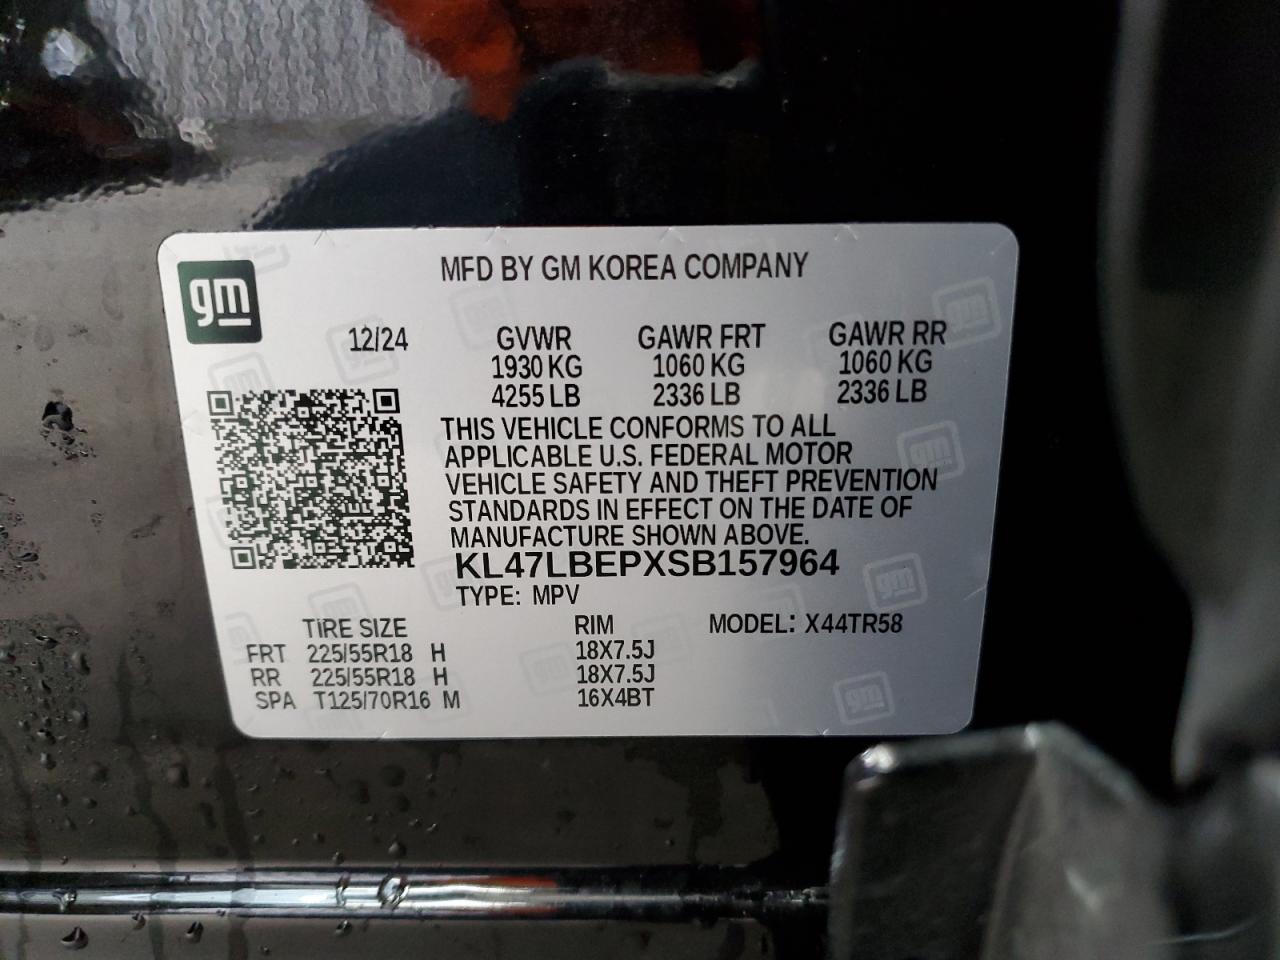 gm
MFD BY GM KOREA COMPANY
12/24 GVWR GAWR FRT GAWR RR
1930 KG 1060 KG 1060 KG
4255 LB 2336 LB 2336 LB
THIS VEHICLE CONFORMS TO ALL
APPLICABLE U.S. FEDERAL MOTOR
VEHICLE SAFETY AND THEFT PREVENTION
STANDARDS IN EFFECT ON THE DATE OF
MANUFACTURE SHOWN ABOVE.
KL47LBEPXSB157964
TYPE: MPV
TIRE SIZE RIM MODEL: X44TR58
FRT 225/55R18 H 18X7.5J
RR 225/55R18 H 18X7.5J
SPA T125/70R16 M 16X4BT